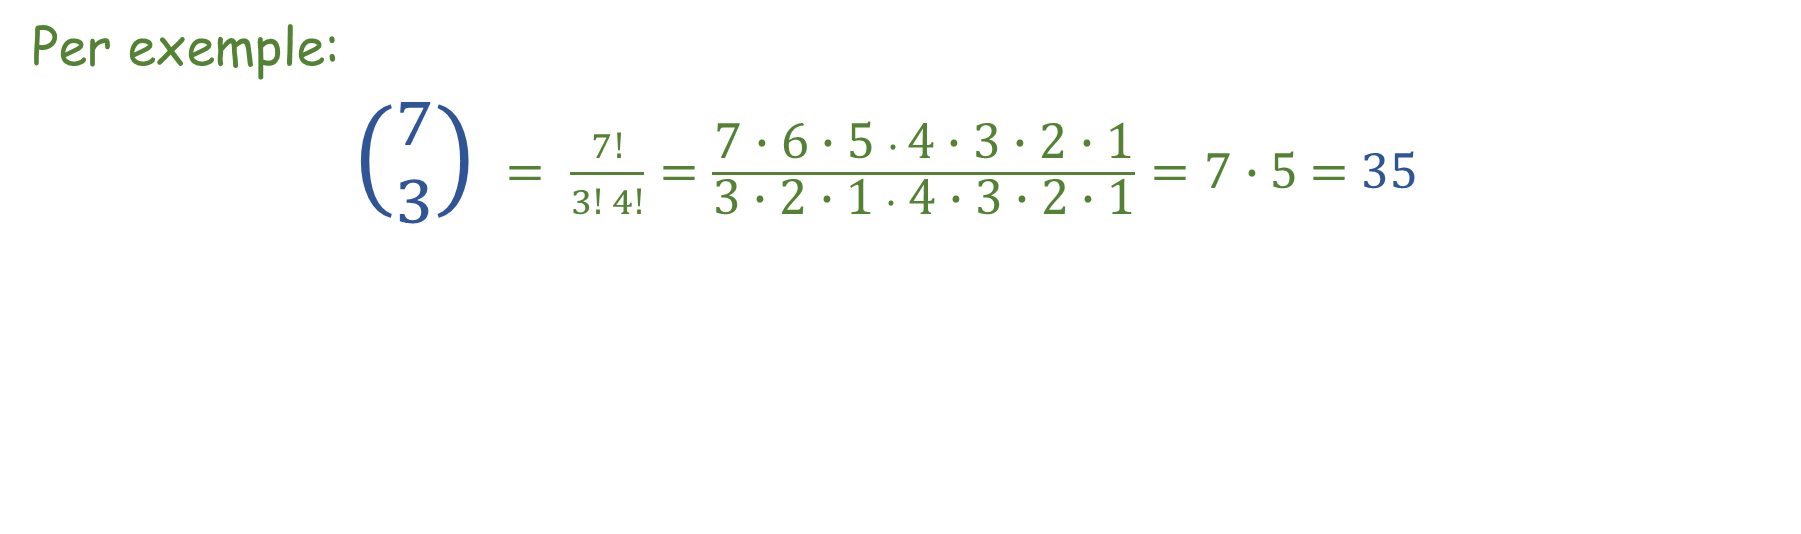 Per exemple:
(7 3) = 7! / 3! 4! = 7 · 6 · 5 · 4 · 3 · 2 · 1 / 3 · 2 · 1 · 4 · 3 · 2 · 1 = 7 · 5 = 35